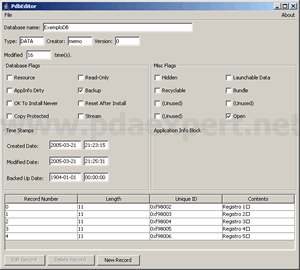 PdbEditor
File About
Database name: ExemploDB
Type: DATA Creator: memo Version: 0
Modified 16 time(s).
Database Flags Misc Flags
Resource Read-Only Hidden Launchable Data
AppInfo Dirty Backup Recyclable Bundle
OK To Install Newer Reset After Install (Unused) (Unused)
Copy Protected Stream (Unused) Open
Time Stamps Application Info Block
Created Date: 2005-03-21 21:23:15
Modified Date: 2005-03-21 21:25:31
Backed Up Date: 1904-01-01 00:00:00
www.pdaexpert.net
Record Number Length Unique ID Contents
0 11 0xf98002 Registro 1□
1 11 0xf98003 Registro 2□
2 11 0xf98004 Registro 3□
3 11 0xf98005 Registro 4□
4 11 0xf98006 Registro 5□
Edit Record Delete Record New Record